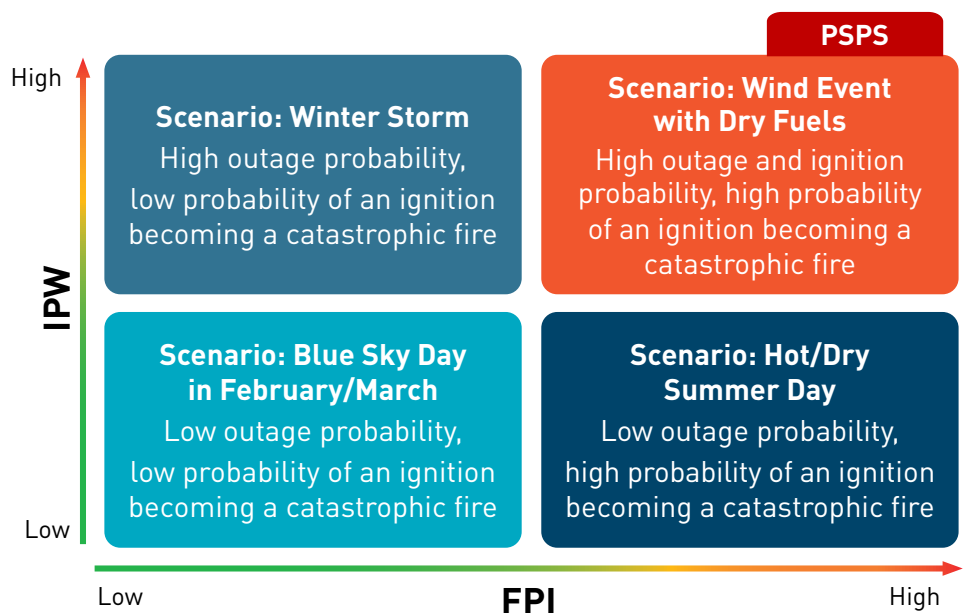 PSPS
High
Scenario: Winter Storm
High outage probability,
low probability of an ignition
becoming a catastrophic fire
Scenario: Wind Event
with Dry Fuels
High outage and ignition
probability, high probability
of an ignition becoming a
catastrophic fire
IPW
Scenario: Blue Sky Day
in February/March
Low outage probability,
low probability of an ignition
becoming a catastrophic fire
Scenario: Hot/Dry
Summer Day
Low outage probability,
high probability of an ignition
becoming a catastrophic fire
Low
Low
FPI
High